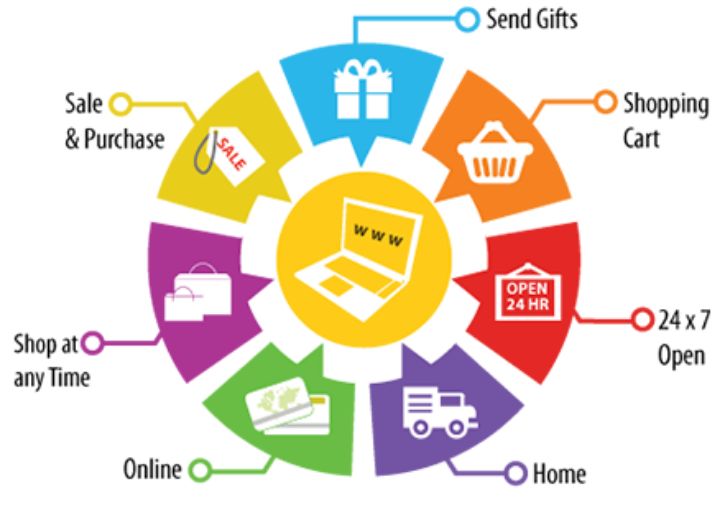 Send Gifts
Sale
& Purchase
Shopping
Cart
SALE
W W W
OPEN
24 HR
24 x 7
Open
Shop at
any Time
Online
Home